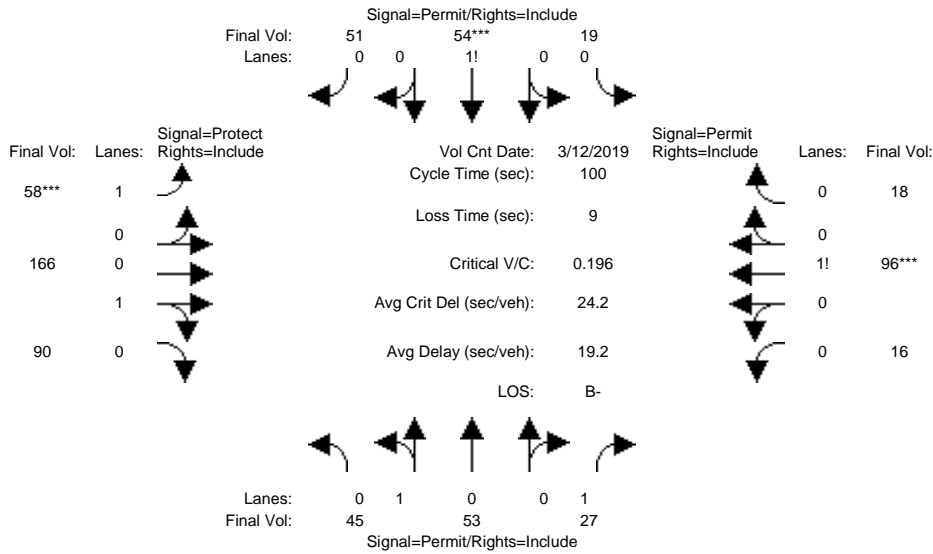 Signal=Permit/Rights=Include
Final Vol: 51 54*** 19
Lanes: 0 0 1! 0 0
Signal=Protect Signal=Permit
Final Vol: Lanes: Rights=Include Vol Cnt Date: 3/12/2019 Rights=Include Lanes: Final Vol:
Cycle Time (sec): 100
58*** 1 0 18
Loss Time (sec): 9
0 0
166 0 Critical V/C: 0.196 1! 96***
1 Avg Crit Del (sec/veh): 24.2 0
90 0 Avg Delay (sec/veh): 19.2 0 16
LOS: B-
Lanes: 0 1 0 0 1
Final Vol: 45 53 27
Signal=Permit/Rights=Include